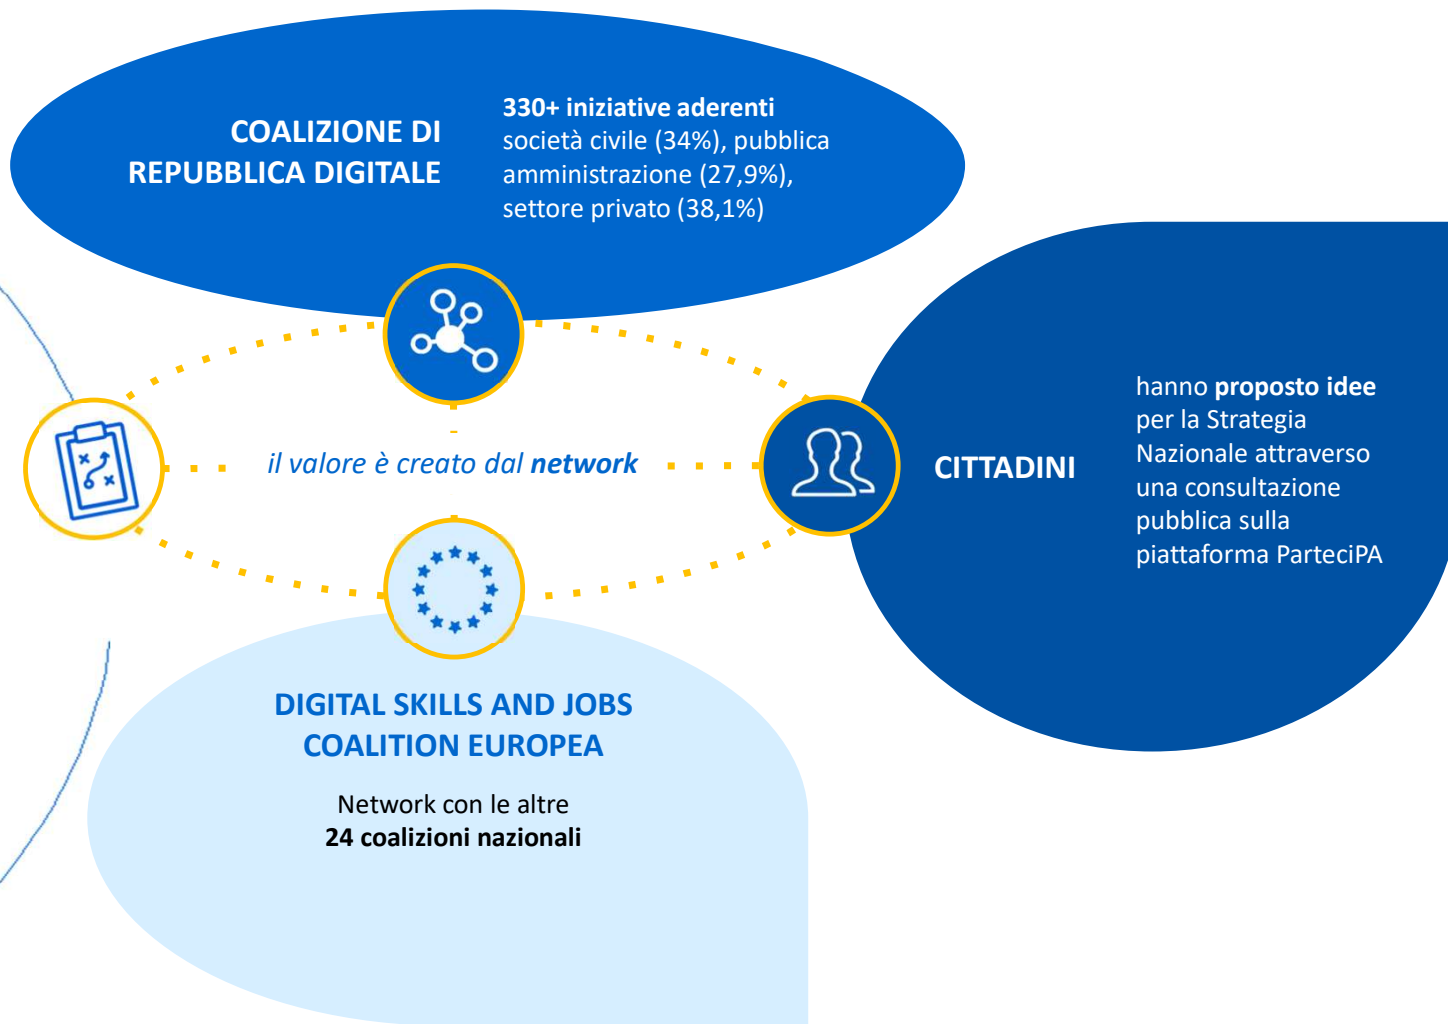 COALIZIONE DI
REPUBBLICA DIGITALE
330+ iniziative aderenti
società civile (34%), pubblica
amministrazione (27,9%),
settore privato (38,1%)
il valore è creato dal network
CITTADINI
hanno proposto idee
per la Strategia
Nazionale attraverso
una consultazione
pubblica sulla
piattaforma ParteciPA
DIGITAL SKILLS AND JOBS
COALITION EUROPEA
Network con le altre
24 coalizioni nazionali